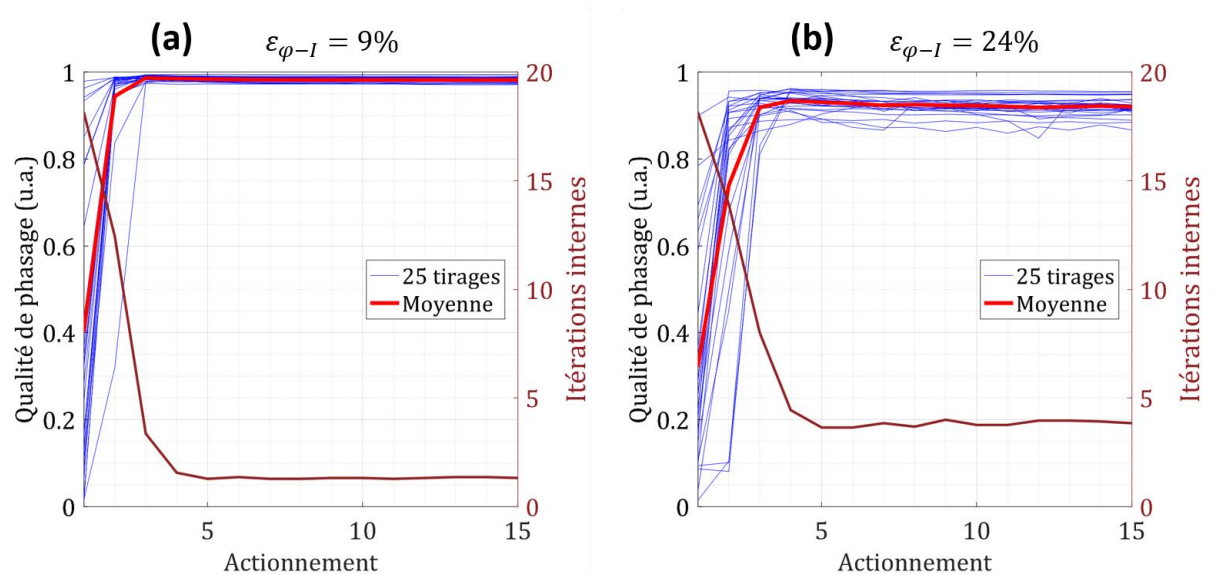 (a) εφ−I = 9%
1
0.8
0.6
0.4
0.2
0
Qualité de phasage (u.a.)
20
15
10
5
0
Itérations internes
25 tirages
Moyenne
5
10
15
Actionnement
(b) εφ−I = 24%
1
0.8
0.6
0.4
0.2
0
Qualité de phasage (u.a.)
20
15
10
5
0
Itérations internes
25 tirages
Moyenne
5
10
15
Actionnement